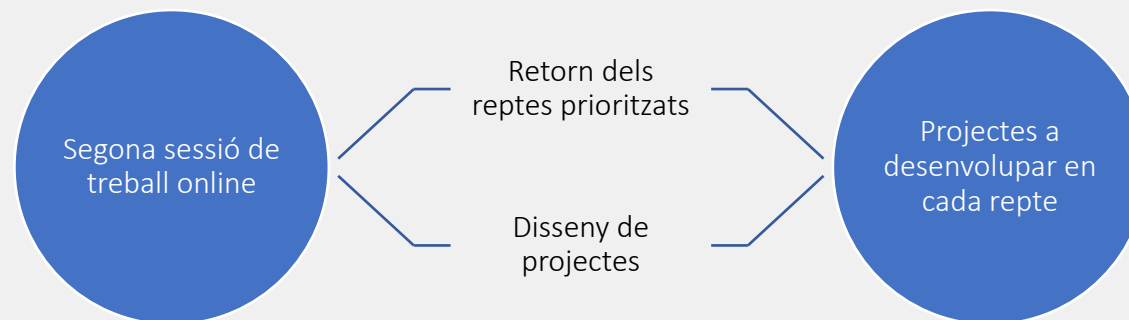 Segona sessió de
treball online
Retorn dels
reptes prioritzats
Disseny de
projectes
Projectes a
desenvolupar en
cada repte